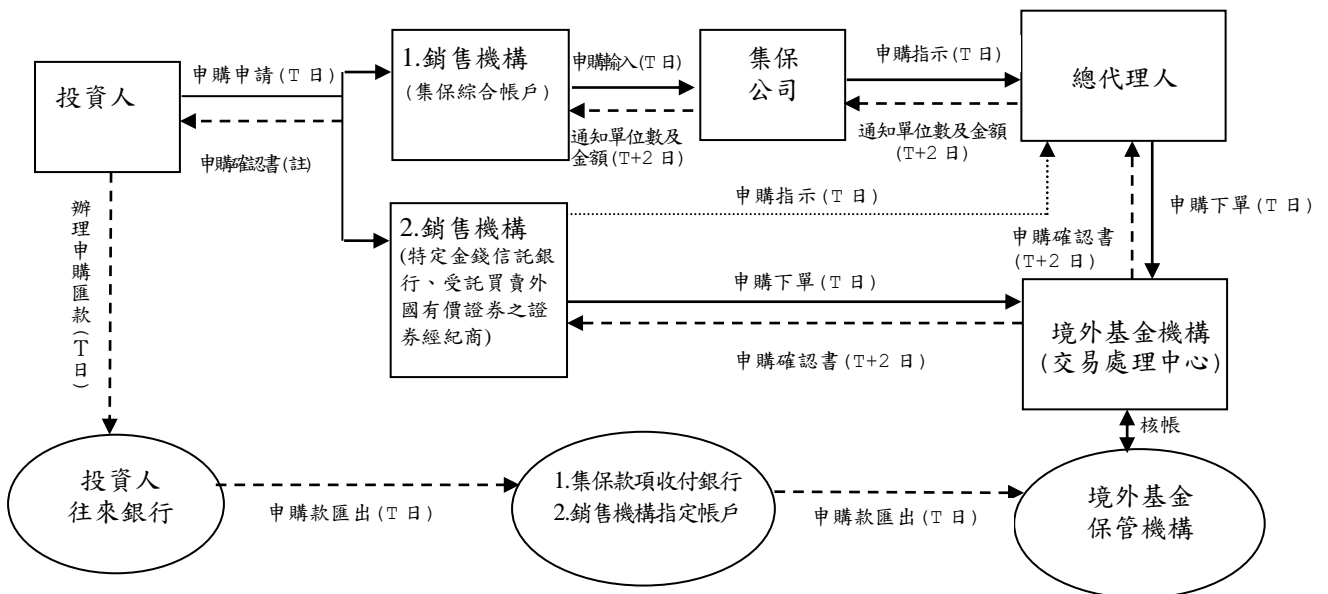 投資人
申購申請(T 日)
申購確認書(註)
1.銷售機構
(集保綜合帳戶)
申購輸入(T 日)
通知單位數及
金額(T+2 日)
集保
公司
申購指示(T 日)
通知單位數及金額
(T+2 日)
總代理人
辦理申購匯款(T日)
2.銷售機構
(特定金錢信託銀
行、受託買賣外
國有價證券之證
券經紀商)
申購指示(T 日)
申購下單(T 日)
申購確認書(T+2 日)
申購確認書
(T+2 日)
申購下單(T 日)
境外基金機構
(交易處理中心)
核帳
投資人
往來銀行
申購款匯出(T 日)
1.集保款項收付銀行
2.銷售機構指定帳戶
申購款匯出(T 日)
境外基金
保管機構